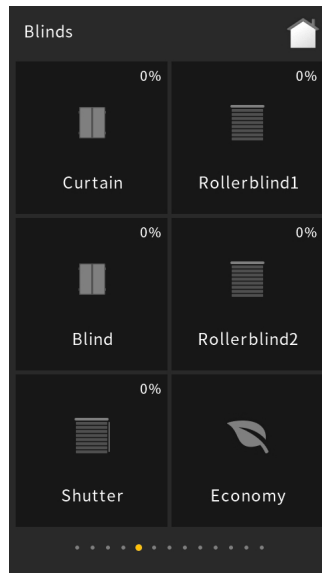 Blinds
0%
0%
Curtain
Rollerblind1
0%
0%
Blind
Rollerblind2
0%
Shutter
Economy